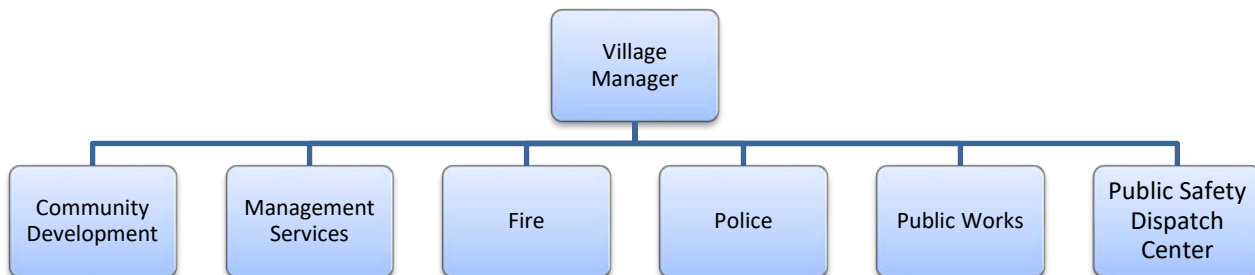 Village
Manager
Community
Development
Management
Services
Fire
Police
Public Works
Public Safety
Dispatch
Center